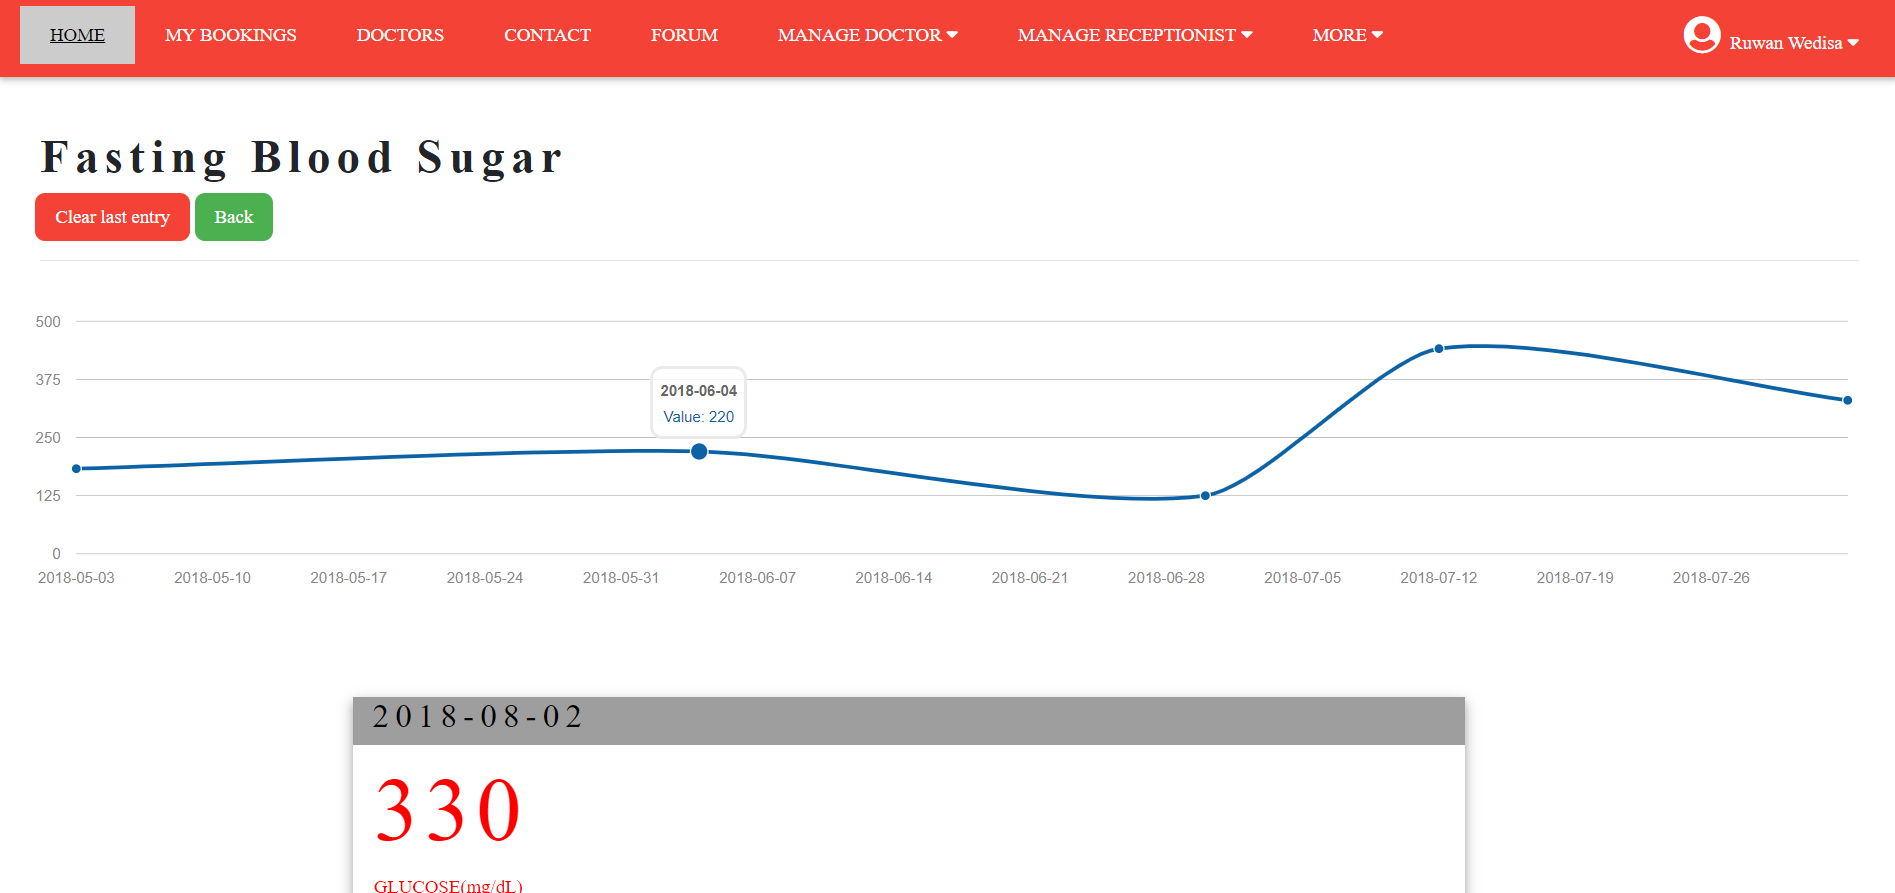 HOME MY BOOKINGS DOCTORS CONTACT FORUM MANAGE DOCTOR MANAGE RECEPTIONIST MORE Ruwan Wedisa
Fasting Blood Sugar
Clear last entry Back
500
375
2018-06-04
Value: 220
250
125
0
2018-05-03 2018-05-10 2018-05-17 2018-05-24 2018-05-31 2018-06-07 2018-06-14 2018-06-21 2018-06-28 2018-07-05 2018-07-12 2018-07-19 2018-07-26
2018-08-02
330
GLUCOSE(mg/dL)